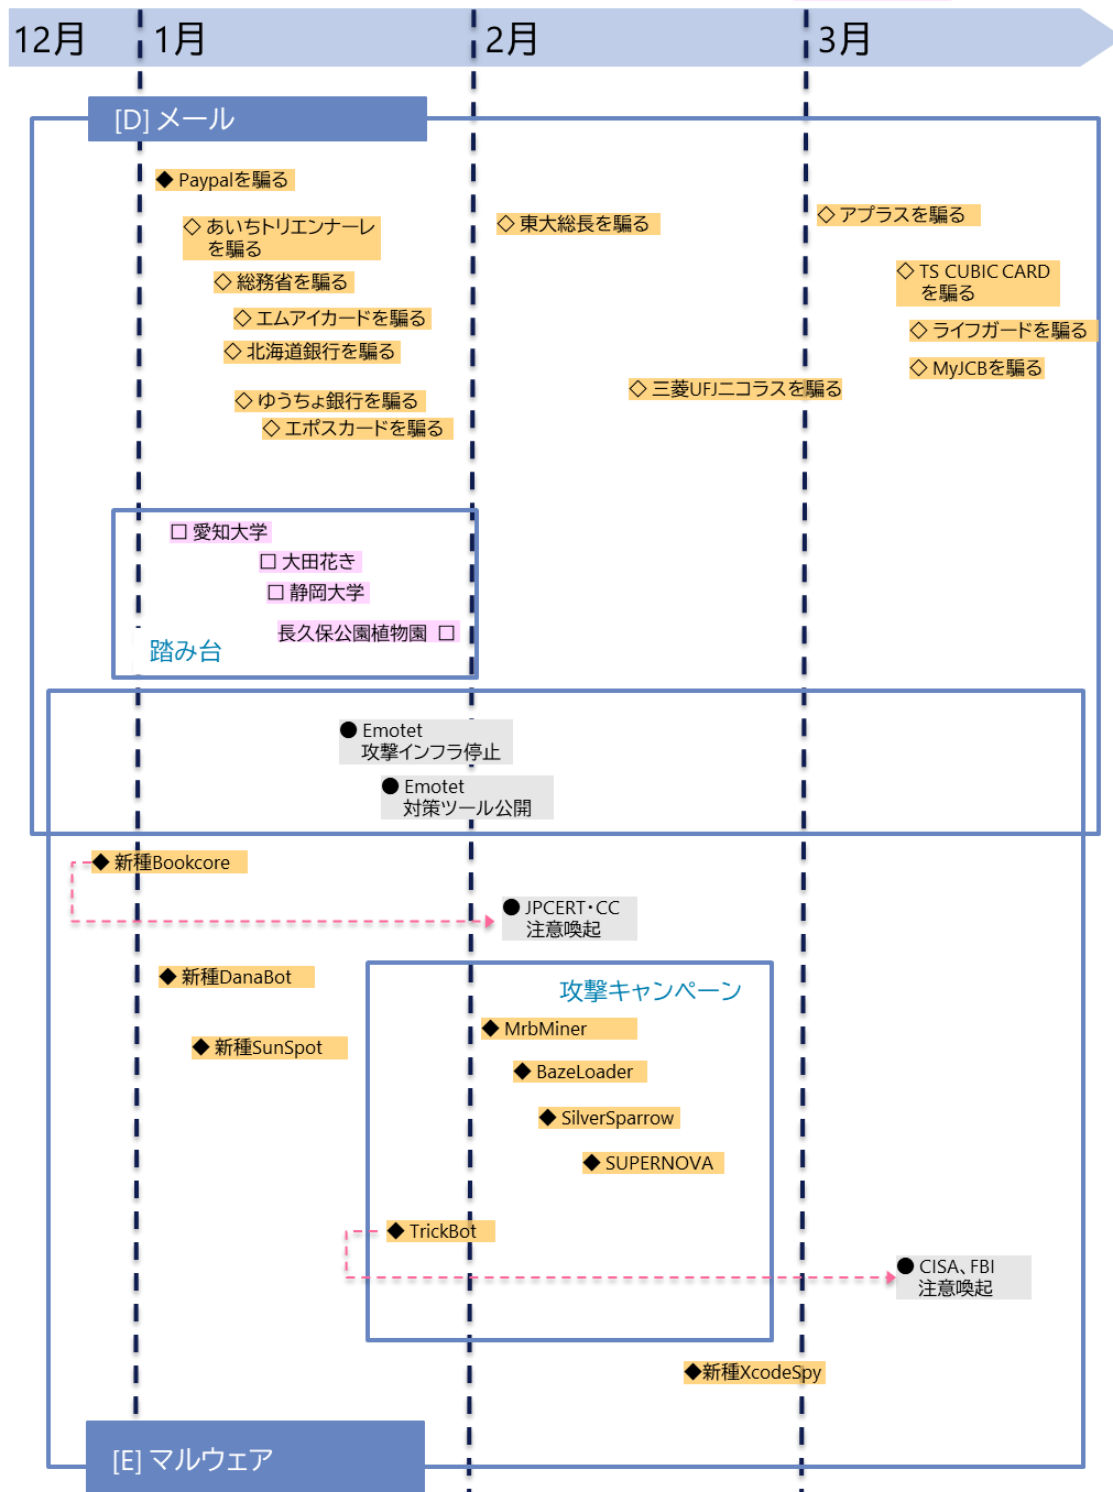 12月
1月
2月
3月
[D] メール
◆ Paypalを騙る
◇ あいちトリエンナーレ
を騙る
◇ 総務省を騙る
◇ エムアイカードを騙る
◇ 北海道銀行を騙る
◇ ゆうちょ銀行を騙る
◇ エポスカードを騙る
◇ 東大総長を騙る
◇ 三菱UFJニコラスを騙る
◇ アプラスを騙る
◇ TS CUBIC CARD
を騙る
◇ ライフガードを騙る
◇ MyJCBを騙る
□ 愛知大学
□ 大田花き
□ 静岡大学
長久保公園植物園 □
踏み台
● Emotet
攻撃インフラ停止
● Emotet
対策ツール公開
◆ 新種Bookcore
● JPCERT・CC
注意喚起
◆ 新種DanaBot
◆ 新種SunSpot
攻撃キャンペーン
◆ MrbMiner
◆ BazeLoader
◆ SilverSparrow
◆ SUPERNOVA
◆ TrickBot
● CISA、FBI
注意喚起
◆新種XcodeSpy
[E] マルウェア